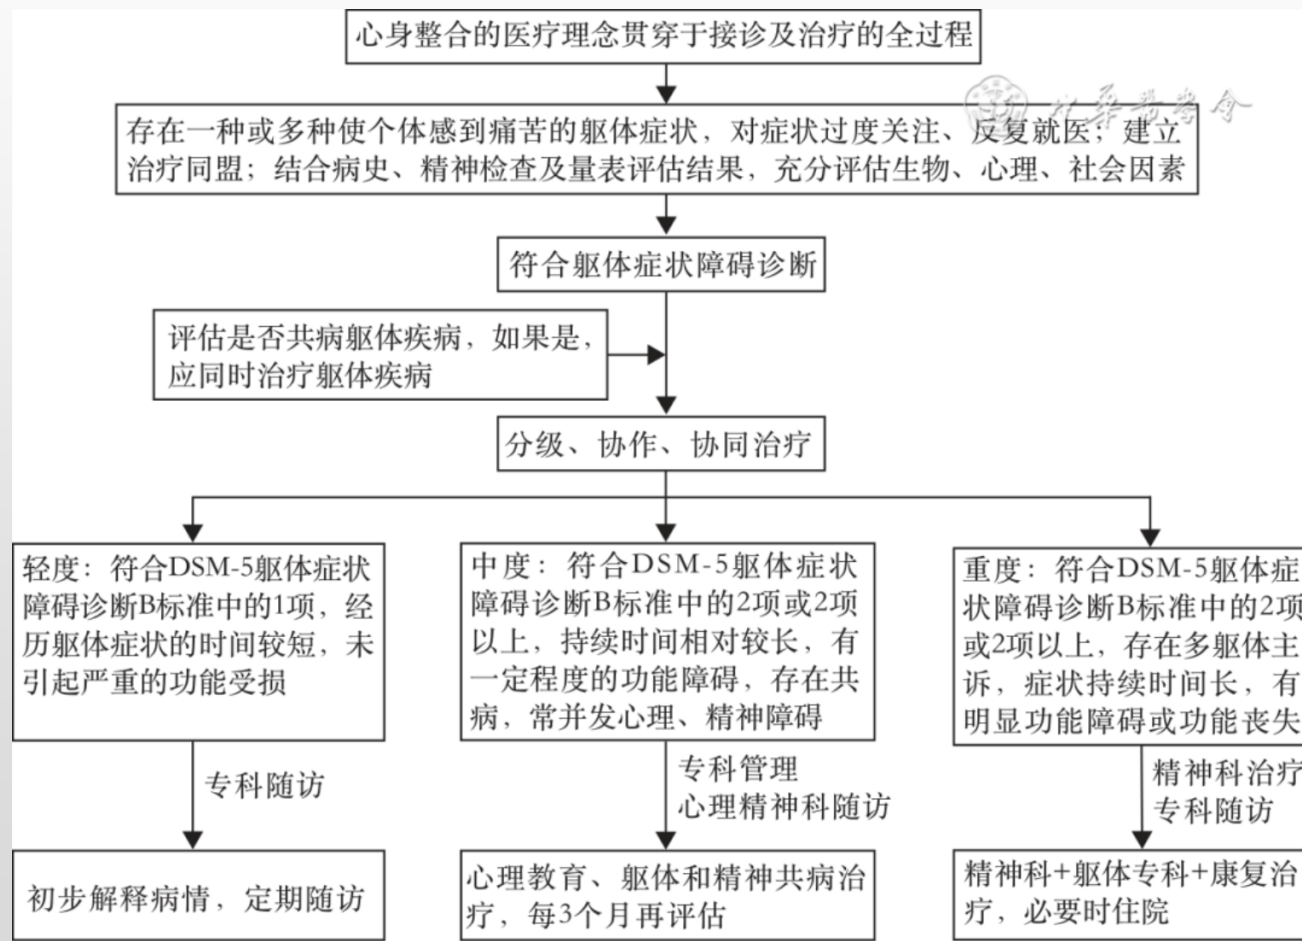 心身整合的医疗理念贯穿于接诊及治疗的全过程
中华医学会
存在一种或多种使个体感到痛苦的躯体症状，对症状过度关注、反复就医；建立
治疗同盟；结合病史、精神检查及量表评估结果，充分评估生物、心理、社会因素
符合躯体症状障碍诊断
评估是否共病躯体疾病，如果是，
应同时治疗躯体疾病
分级、协作、协同治疗
轻度：符合DSM-5躯体症状
障碍诊断B标准中的1项，经
历躯体症状的时间较短，未
引起严重的功能受损
中度：符合DSM-5躯体症状
障碍诊断B标准中的2项或2项
以上，持续时间相对较长，有
一定程度的功能障碍，存在共
病，常并发心理、精神障碍
重度：符合DSM-5躯体症
状障碍诊断B标准中的2项
或2项以上，存在多躯体主
诉，症状持续时间长，有
明显功能障碍或功能丧失
专科随访
专科管理
心理精神科随访
精神科治疗
专科随访
初步解释病情，定期随访
心理教育、躯体和精神共病治
疗，每3个月再评估
精神科+躯体专科+康复治
疗，必要时住院